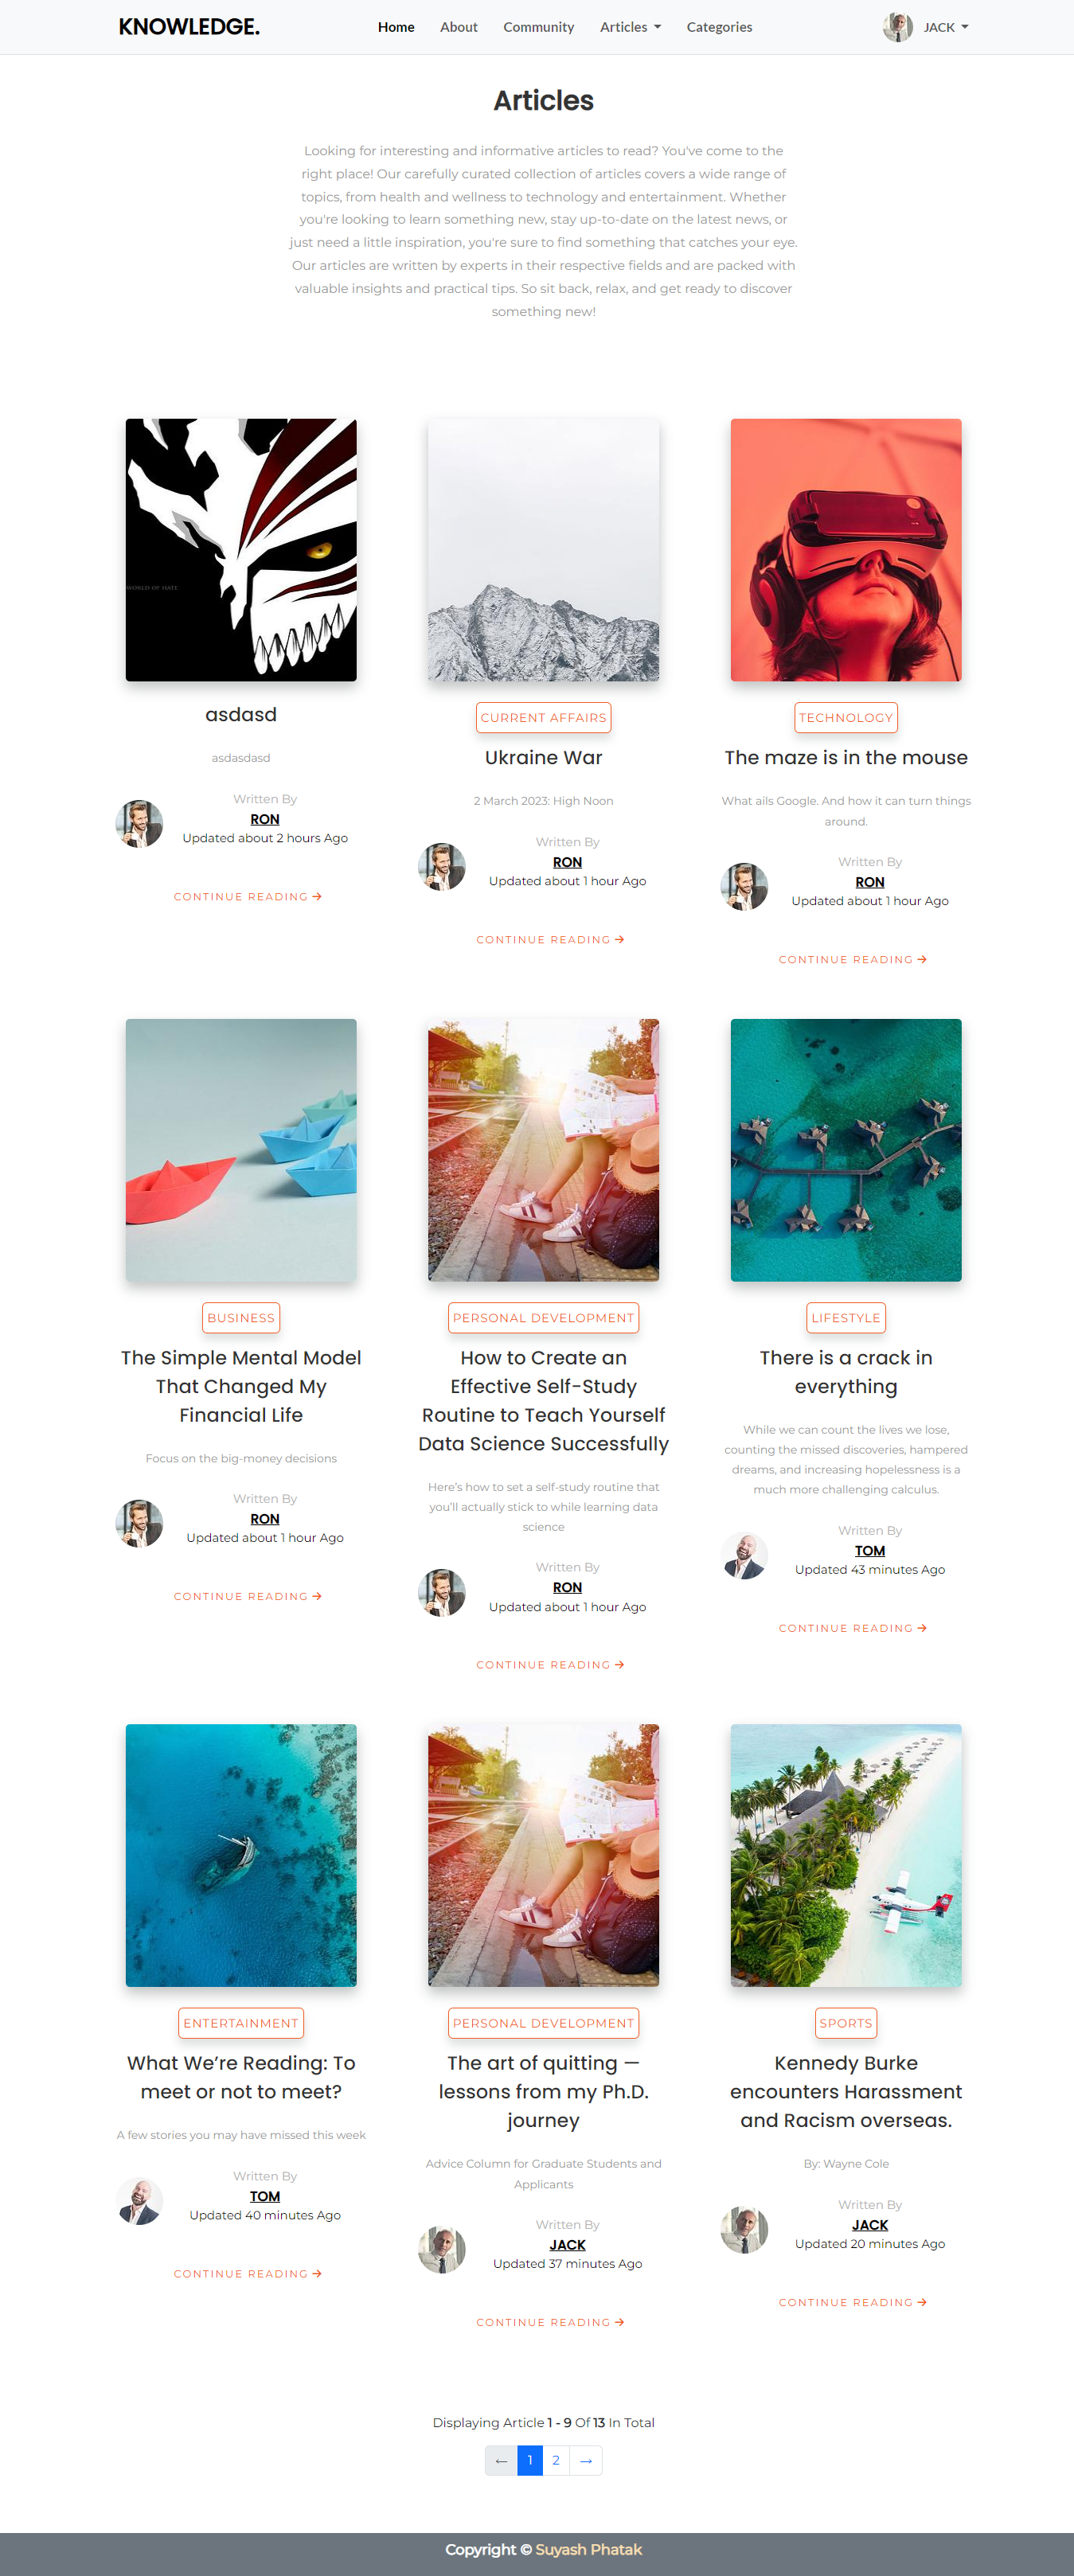 KNOWLEDGE.
Home About Community Articles Categories JACK
Articles
Looking for interesting and informative articles to read? You've come to the
right place! Our carefully curated collection of articles covers a wide range of
topics, from health and wellness to technology and entertainment. Whether
you're looking to learn something new, stay up-to-date on the latest news, or
just need a little inspiration, you're sure to find something that catches your eye.
Our articles are written by experts in their respective fields and are packed with
valuable insights and practical tips. So sit back, relax, and get ready to discover
something new!
WORLD OF HATE
asdasd
asdasdasd
Written By
RON
Updated about 2 hours Ago
CONTINUE READING →
CURRENT AFFAIRS
Ukraine War
2 March 2023: High Noon
Written By
RON
Updated about 1 hour Ago
CONTINUE READING →
TECHNOLOGY
The maze is in the mouse
What ails Google. And how it can turn things
around.
Written By
RON
Updated about 1 hour Ago
CONTINUE READING →
BUSINESS
The Simple Mental Model
That Changed My
Financial Life
Focus on the big-money decisions
Written By
RON
Updated about 1 hour Ago
CONTINUE READING →
PERSONAL DEVELOPMENT
How to Create an
Effective Self-Study
Routine to Teach Yourself
Data Science Successfully
Here's how to set a self-study routine that
you'll actually stick to while learning data
science
Written By
RON
Updated about 1 hour Ago
CONTINUE READING →
LIFESTYLE
There is a crack in
everything
While we can count the lives we lose,
counting the missed discoveries, hampered
dreams, and increasing hopelessness is a
much more challenging calculus.
Written By
TOM
Updated 43 minutes Ago
CONTINUE READING →
ENTERTAINMENT
What We’re Reading: To
meet or not to meet?
A few stories you may have missed this week
Written By
TOM
Updated 40 minutes Ago
CONTINUE READING →
PERSONAL DEVELOPMENT
The art of quitting —
lessons from my Ph.D.
journey
Advice Column for Graduate Students and
Applicants
Written By
JACK
Updated 37 minutes Ago
CONTINUE READING →
SPORTS
Kennedy Burke
encounters Harassment
and Racism overseas.
By: Wayne Cole
Written By
JACK
Updated 20 minutes Ago
CONTINUE READING →
Displaying Article 1 - 9 Of 13 In Total
← 1 2 →
Copyright © Suyash Phatak